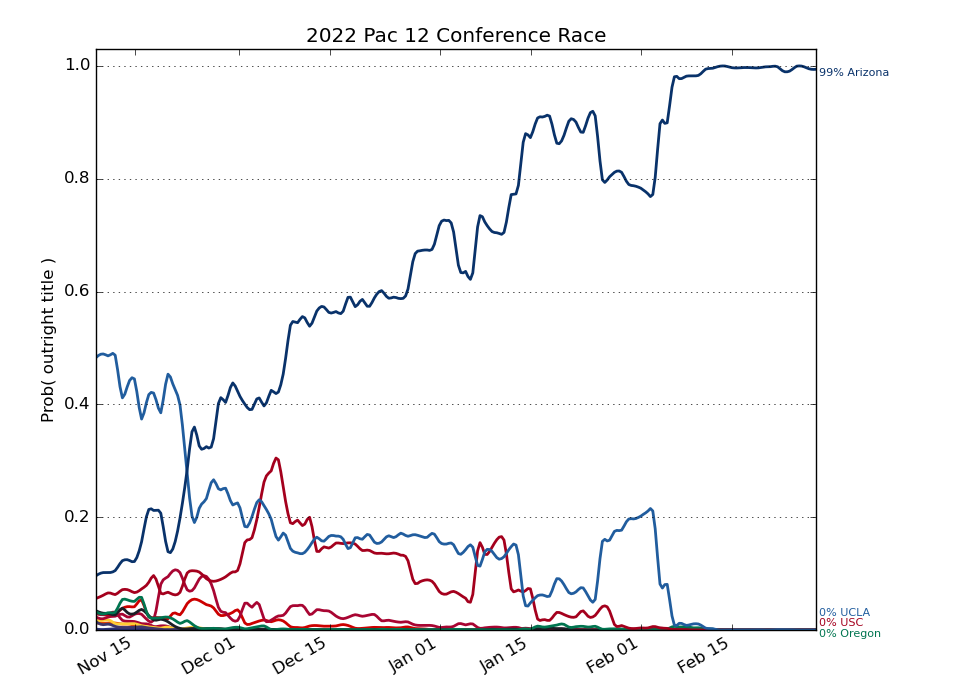 2022 Pac 12 Conference Race
Prob( outright title )
1.0
0.8
0.6
0.4
0.2
0.0
Nov 15
Dec 01
Dec 15
Jan 01
Jan 15
Feb 01
Feb 15
99% Arizona
0% UCLA
0% USC
0% Oregon